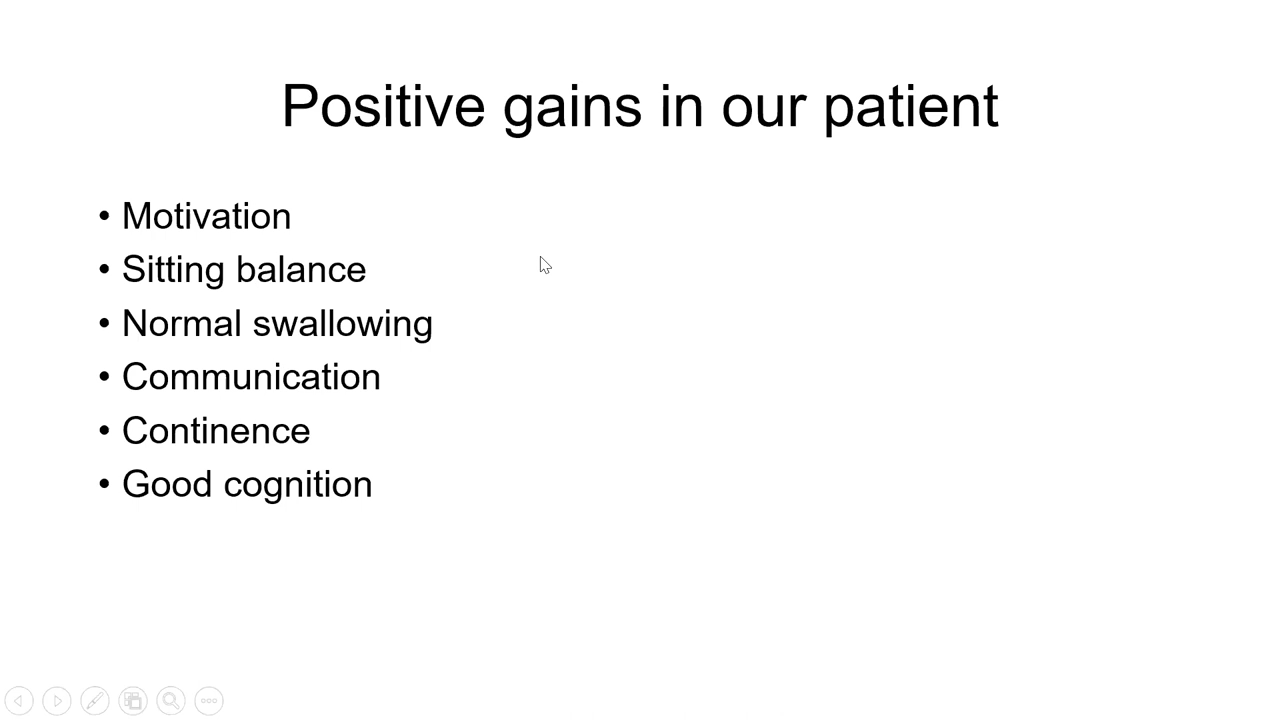 Positive gains in our patient
• Motivation
• Sitting balance
• Normal swallowing
• Communication
• Continence
• Good cognition